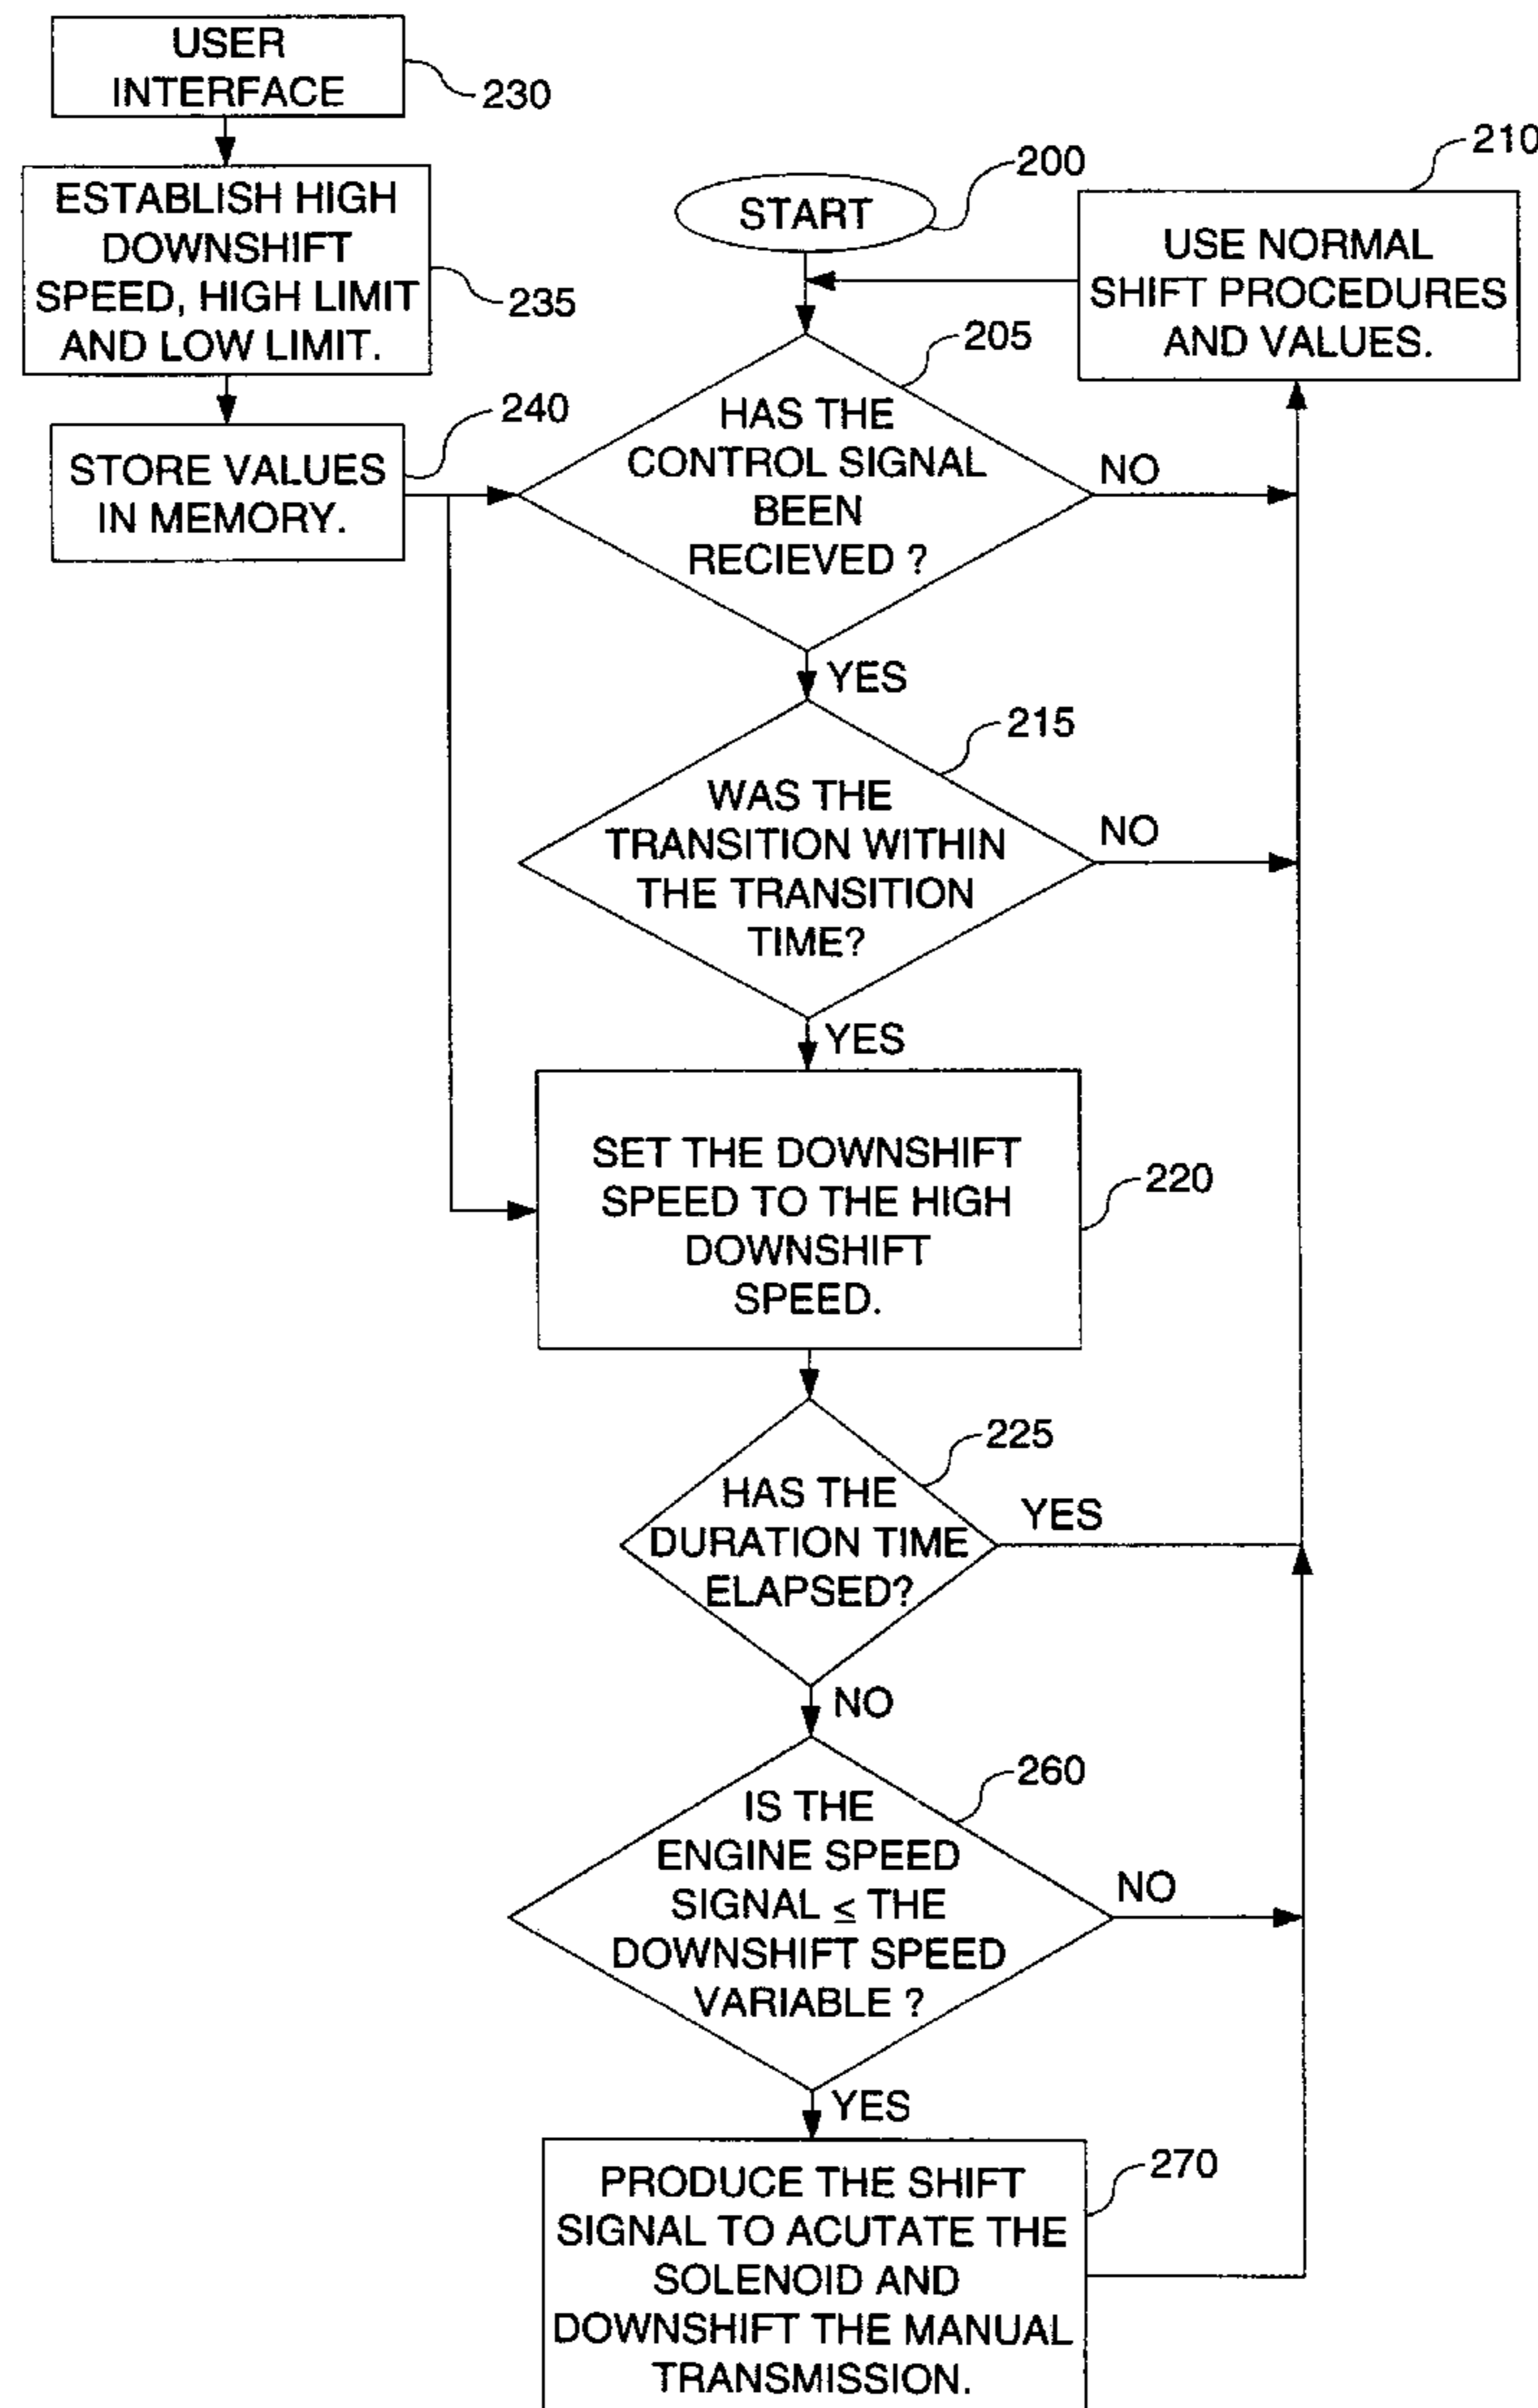 USER
INTERFACE
230
ESTABLISH HIGH
DOWNSHIFT
SPEED, HIGH LIMIT
AND LOW LIMIT.
235
STORE VALUES
IN MEMORY.
240
START
200
USE NORMAL
SHIFT PROCEDURES
AND VALUES.
210
HAS THE
CONTROL SIGNAL
BEEN
RECIEVED ?
205
NO
YES
WAS THE
TRANSITION WITHIN
THE TRANSITION
TIME?
215
NO
YES
SET THE DOWNSHIFT
SPEED TO THE HIGH
DOWNSHIFT
SPEED.
220
HAS THE
DURATION TIME
ELAPSED?
225
YES
NO
IS THE
ENGINE SPEED
SIGNAL ≤ THE
DOWNSHIFT SPEED
VARIABLE ?
260
NO
YES
PRODUCE THE SHIFT
SIGNAL TO ACUTATE THE
SOLENOID AND
DOWNSHIFT THE MANUAL
TRANSMISSION.
270